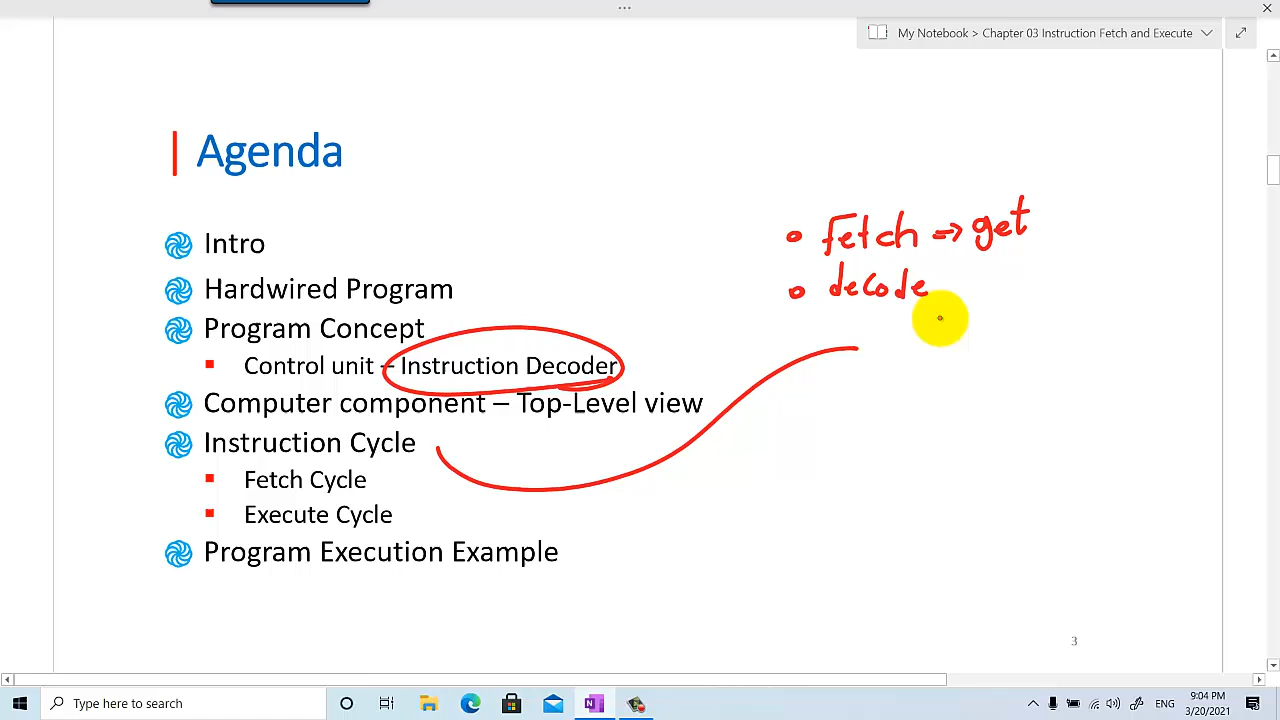 My Notebook > Chapter 03 Instruction Fetch and Execute
Agenda
Intro
Hardwired Program
Program Concept
Control unit – Instruction Decoder
Computer component – Top-Level view
Instruction Cycle
Fetch Cycle
Execute Cycle
Program Execution Example
• fetch => get
• decode
3
Type here to search
ENG
9:04 PM
3/20/2021